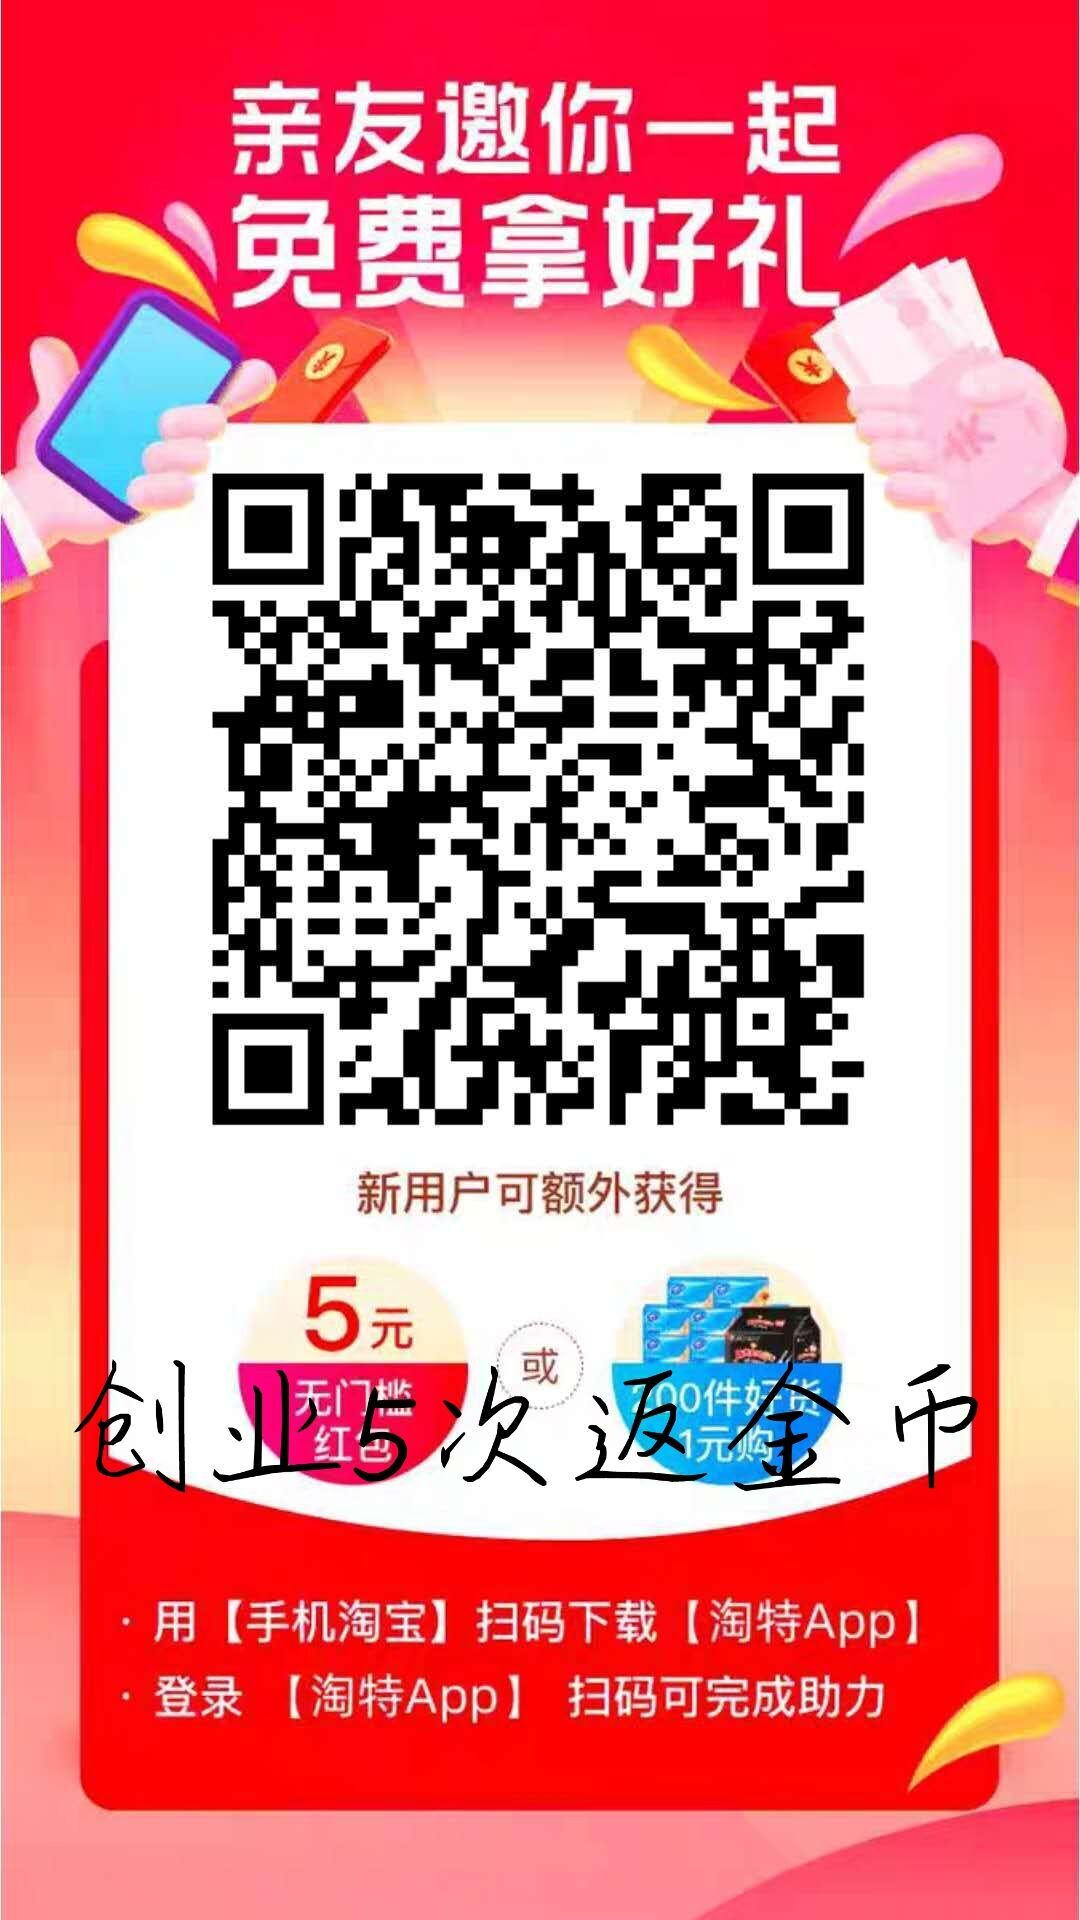 亲友邀你一起
免费拿好礼
新用户可额外获得
5元
无门槛
红包
或
300件好货
1元购
创业5次返金币
· 用【手机淘宝】扫码下载【淘特App】
· 登录 【淘特App】 扫码可完成助力